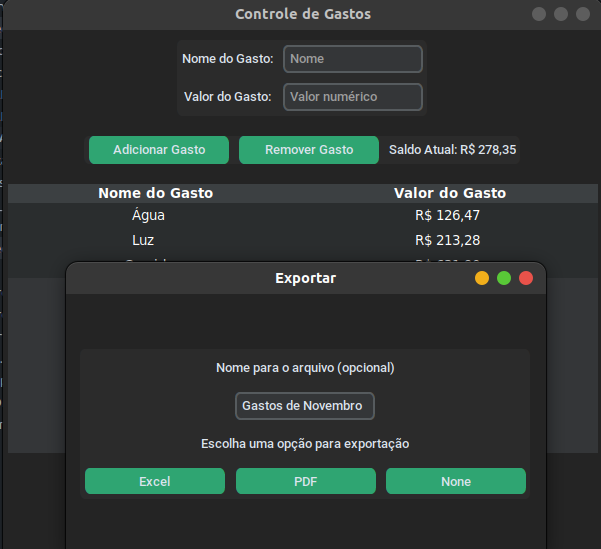 Controle de Gastos
Nome do Gasto: Nome
Valor do Gasto: Valor numérico
Adicionar Gasto Remover Gasto Saldo Atual: R$ 278,35
Nome do Gasto Valor do Gasto
Água R$ 126,47
Luz R$ 213,28
Exportar
Nome para o arquivo (opcional)
Gastos de Novembro
Escolha uma opção para exportação
Excel PDF None